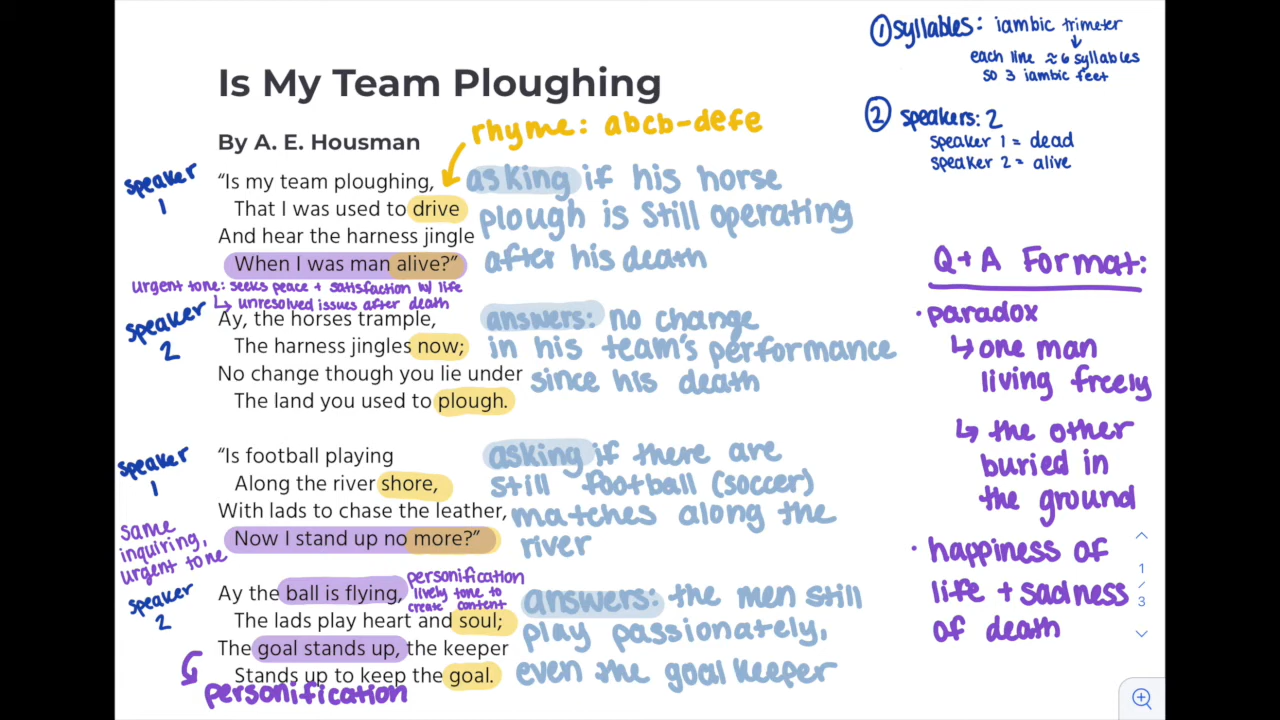 Is My Team Ploughing
By A. E. Housman
rhyme: abcb-defe
① syllables: iambic trimeter
each line ≈ 6 syllables
so 3 iambic feet
② speakers: 2
speaker 1 = dead
speaker 2 = alive
speaker
1
“Is my team ploughing,
That I was used to drive
And hear the harness jingle
When I was man alive?”
asking if his horse
plough is still operating
after his death
urgent tone: seeks peace + satisfaction w/ life
↳ unresolved issues after death
speaker
2
Ay, the horses trample,
The harness jingles now;
No change though you lie under
The land you used to plough.
answers: no change
in his team's performance
since his death
speaker
1
“Is football playing
Along the river shore,
With lads to chase the leather,
Now I stand up no more?”
asking if there are
still football (soccer)
matches along the
river
same
inquiring,
urgent tone
speaker
2
Ay the ball is flying,
The lads play heart and soul;
The goal stands up, the keeper
Stands up to keep the goal.
personification
lively tone to
create content
answers: the men still
play passionately,
even the goal keeper
personification
Q + A Format:
• paradox
↳ one man
living freely
↳ the other
buried in
the ground
• happiness of
life + sadness
of death
1
/
3